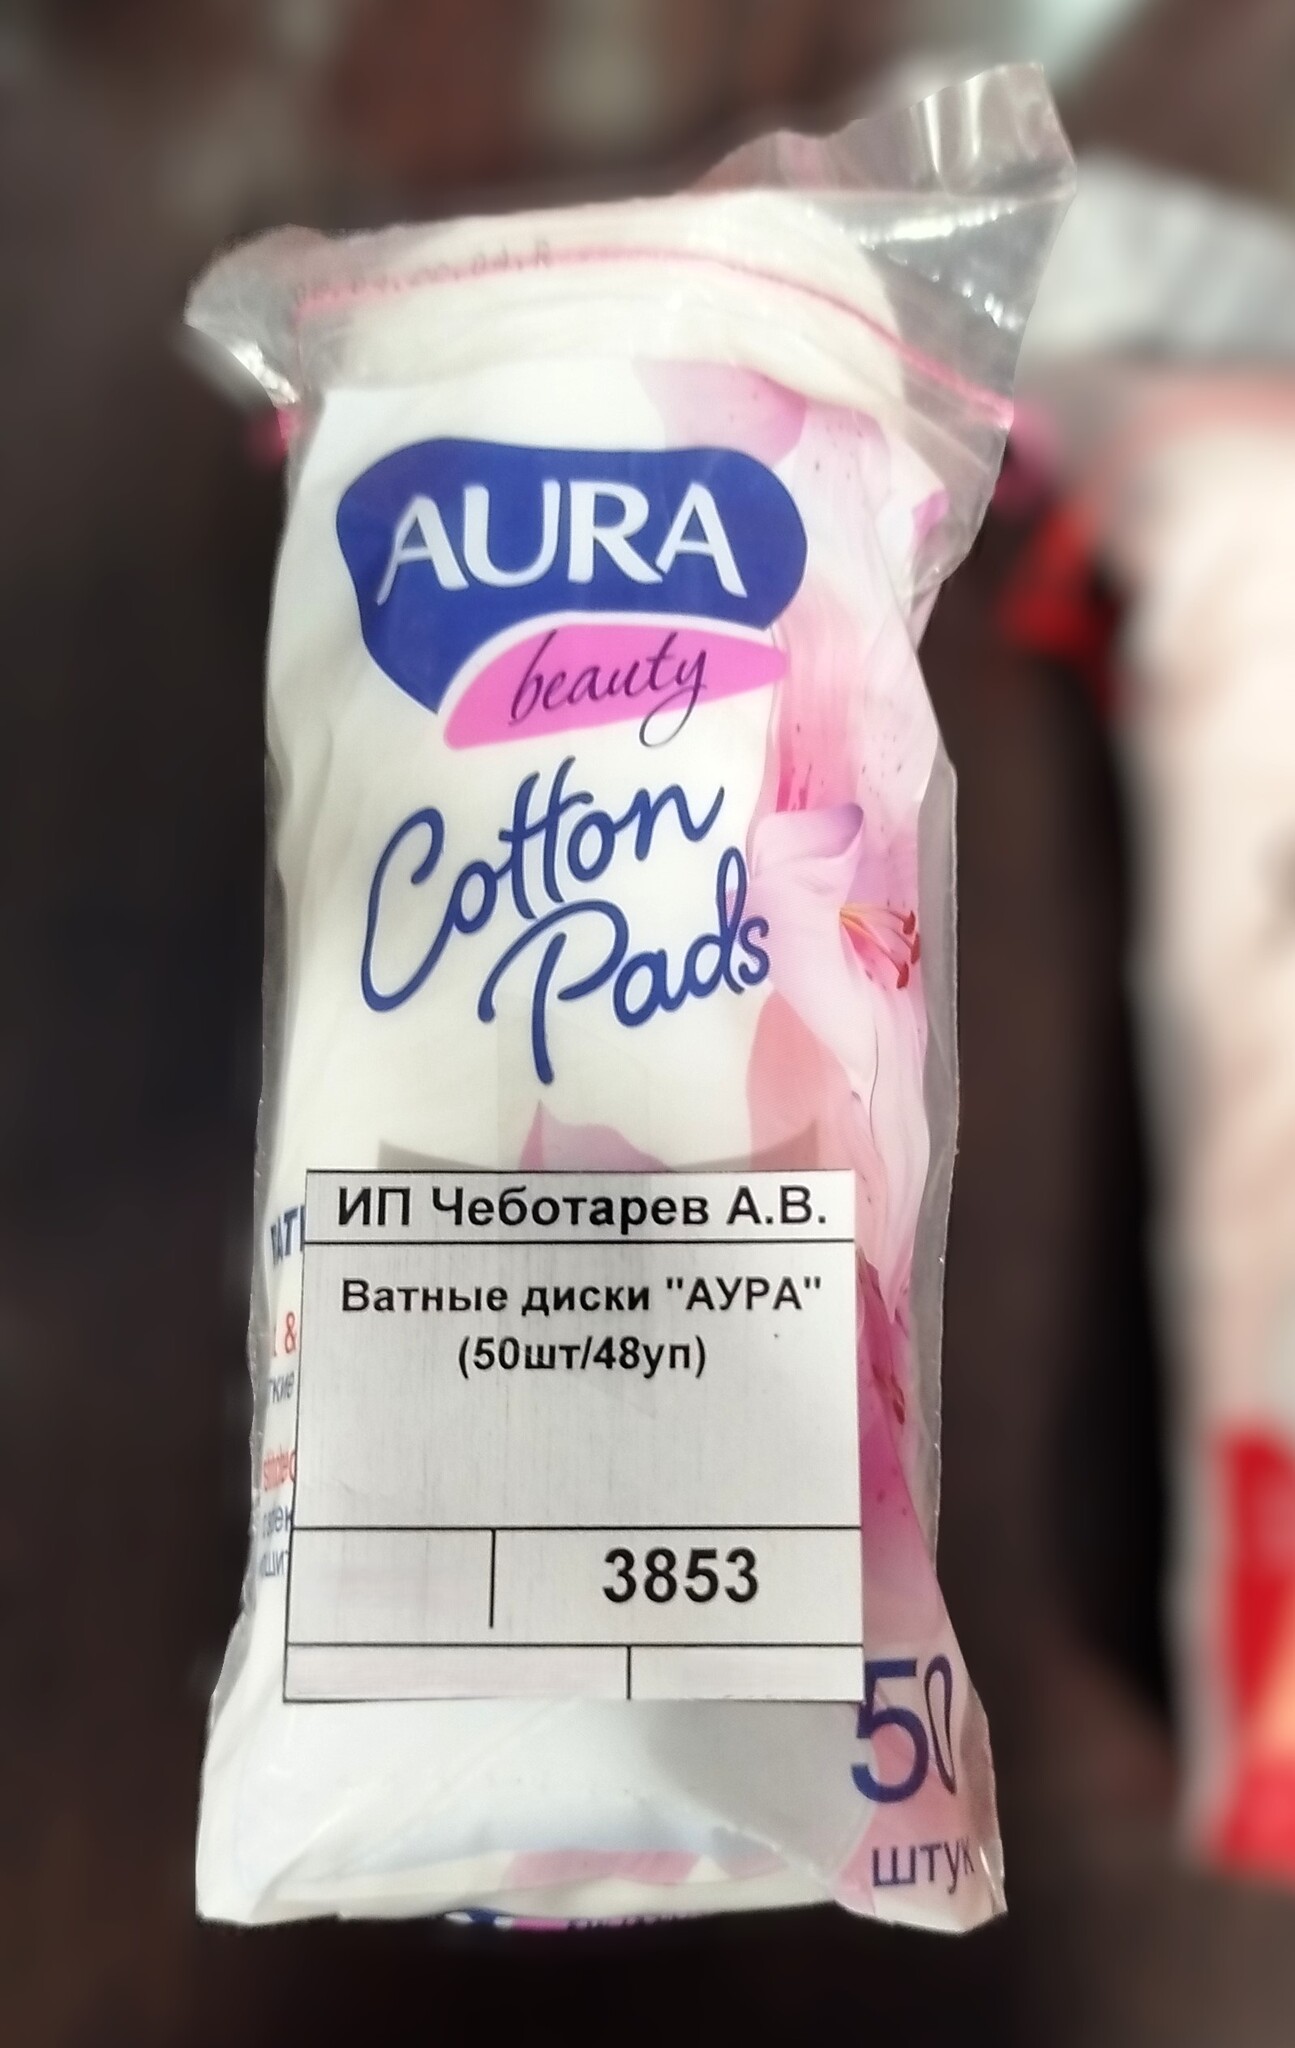 AURA
beauty
Cotton
Pads
ИП Чеботарев А.В.
Ватные диски "АУРА"
(50шт/48уп)
&
3853
50
штук